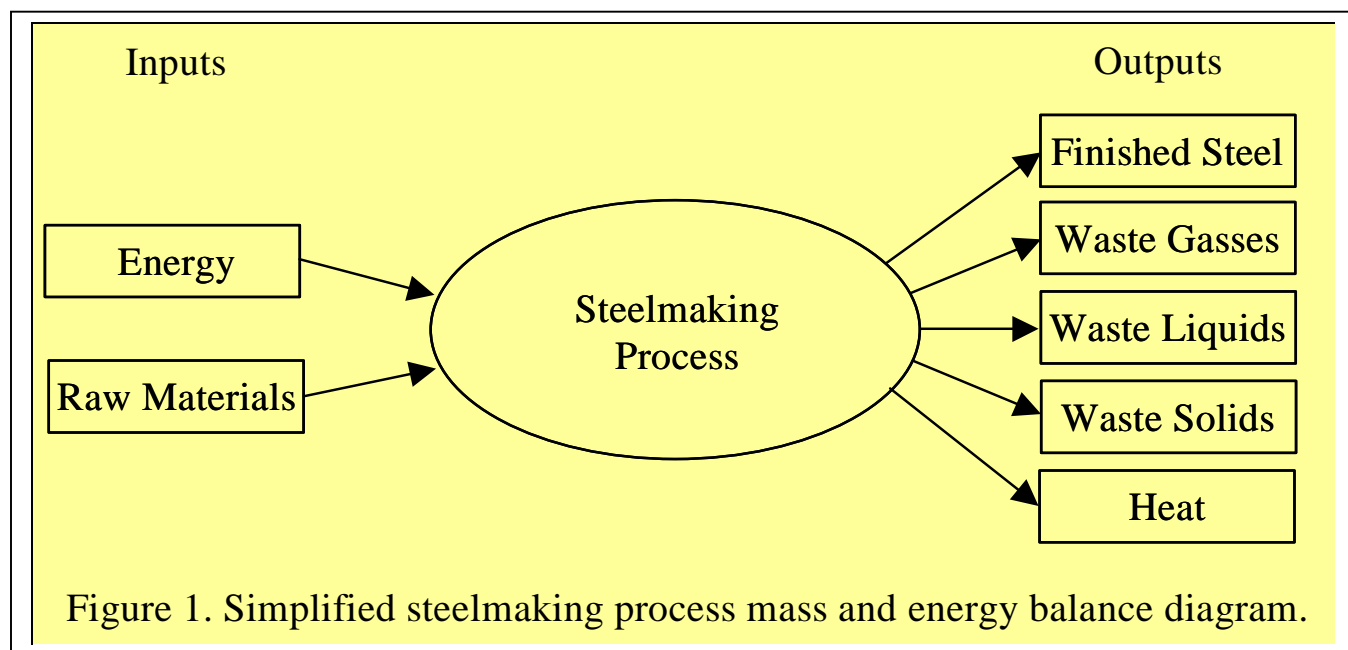 Inputs
Outputs
Energy
Raw Materials
Steelmaking
Process
Finished Steel
Waste Gasses
Waste Liquids
Waste Solids
Heat
Figure 1. Simplified steelmaking process mass and energy balance diagram.